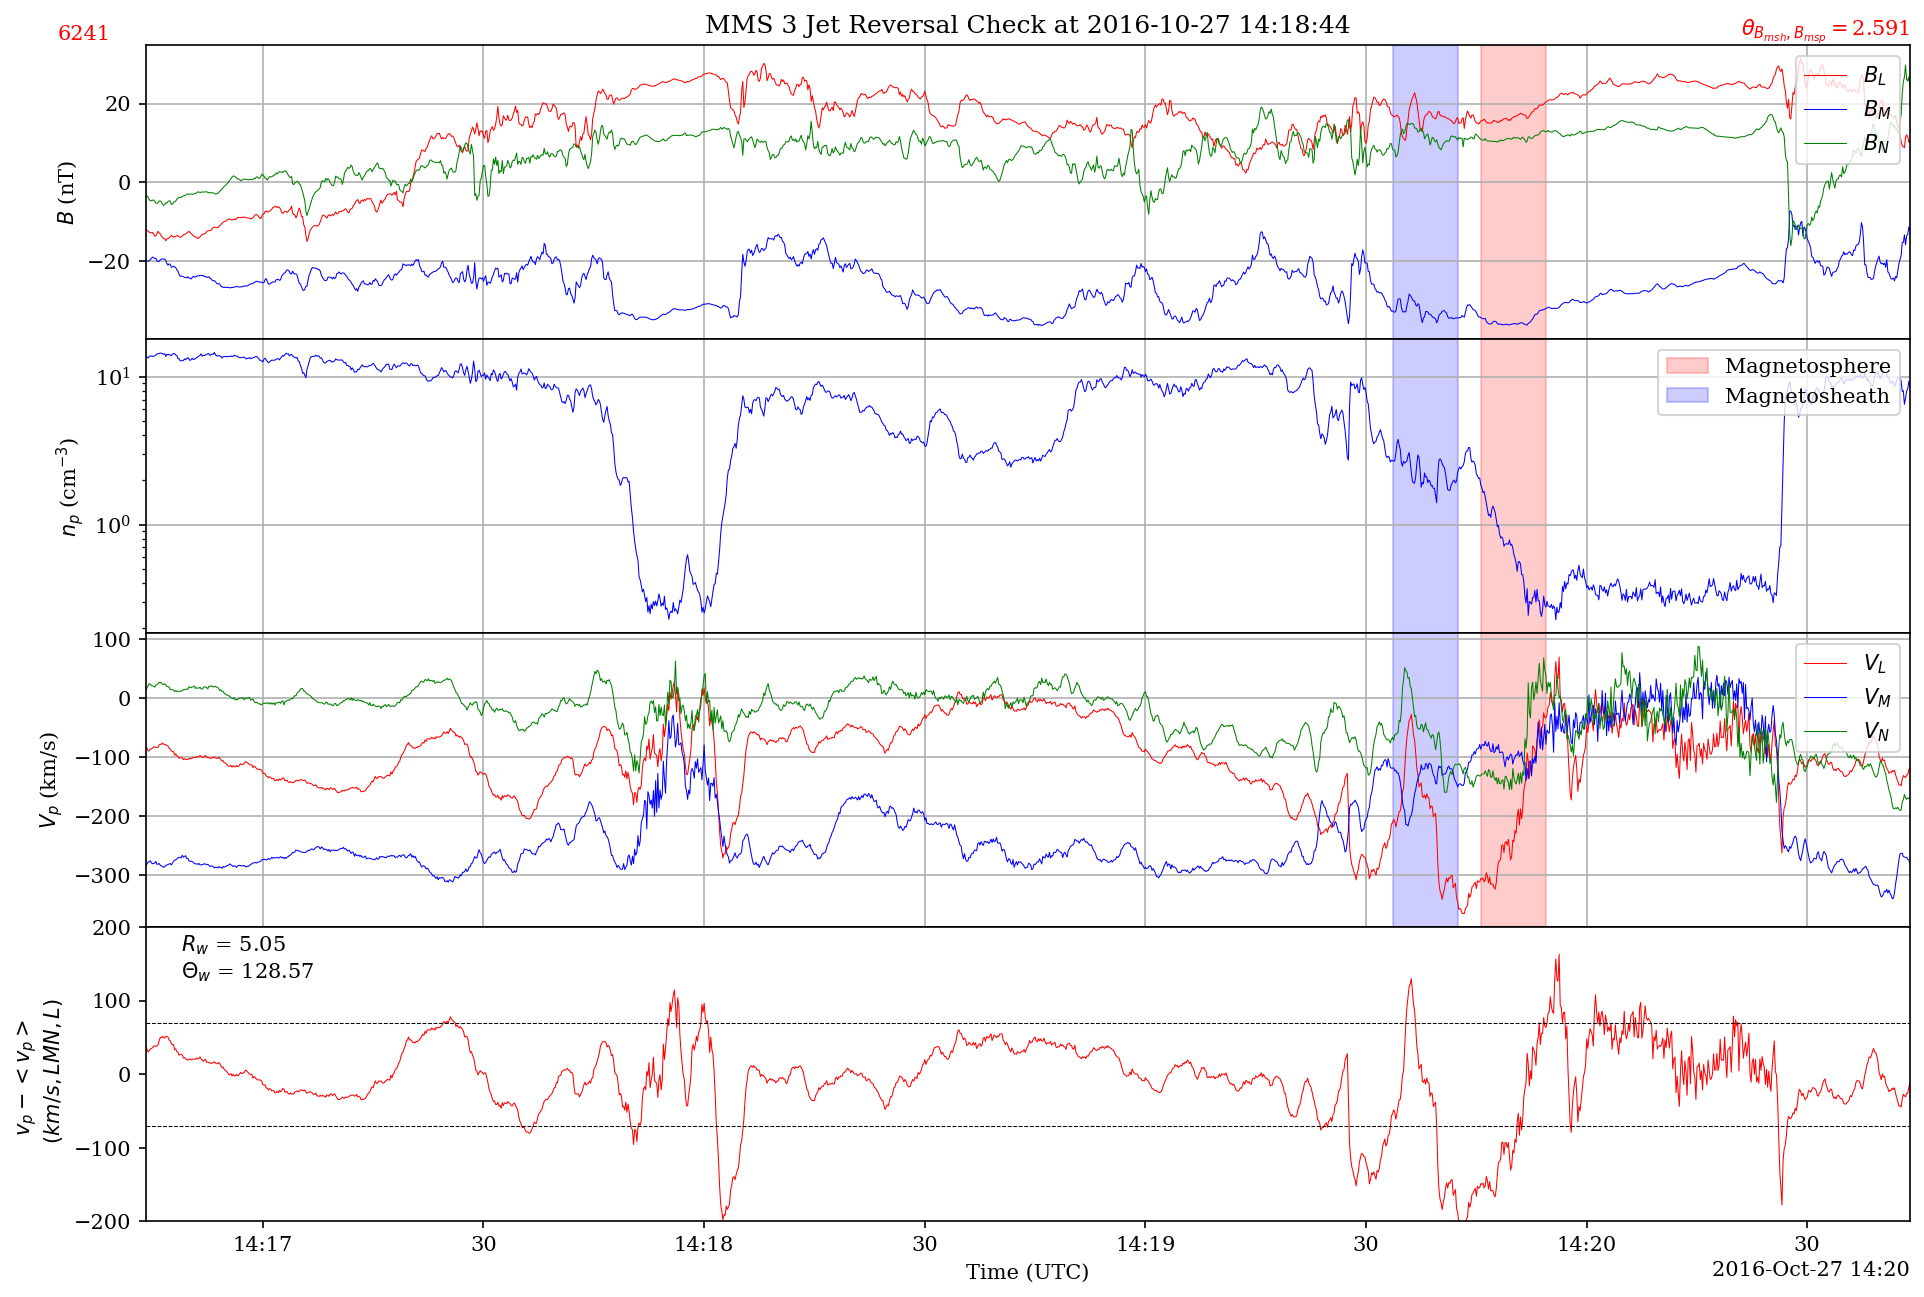 MMS 3 Jet Reversal Check at 2016-10-27 14:18:44
6241
θ_{B_{msh}, B_{msp}} = 2.591
B (nT)
20
0
−20
B_L
B_M
B_N
n_p (cm^{−3})
10^1
10^0
Magnetosphere
Magnetosheath
V_p (km/s)
100
0
−100
−200
−300
V_L
V_M
V_N
v_p − < v_p >
(km/s, LMN, L)
200
100
0
−100
−200
R_w = 5.05
Θ_w = 128.57
14:17
30
14:18
30
14:19
30
14:20
30
Time (UTC)
2016-Oct-27 14:20